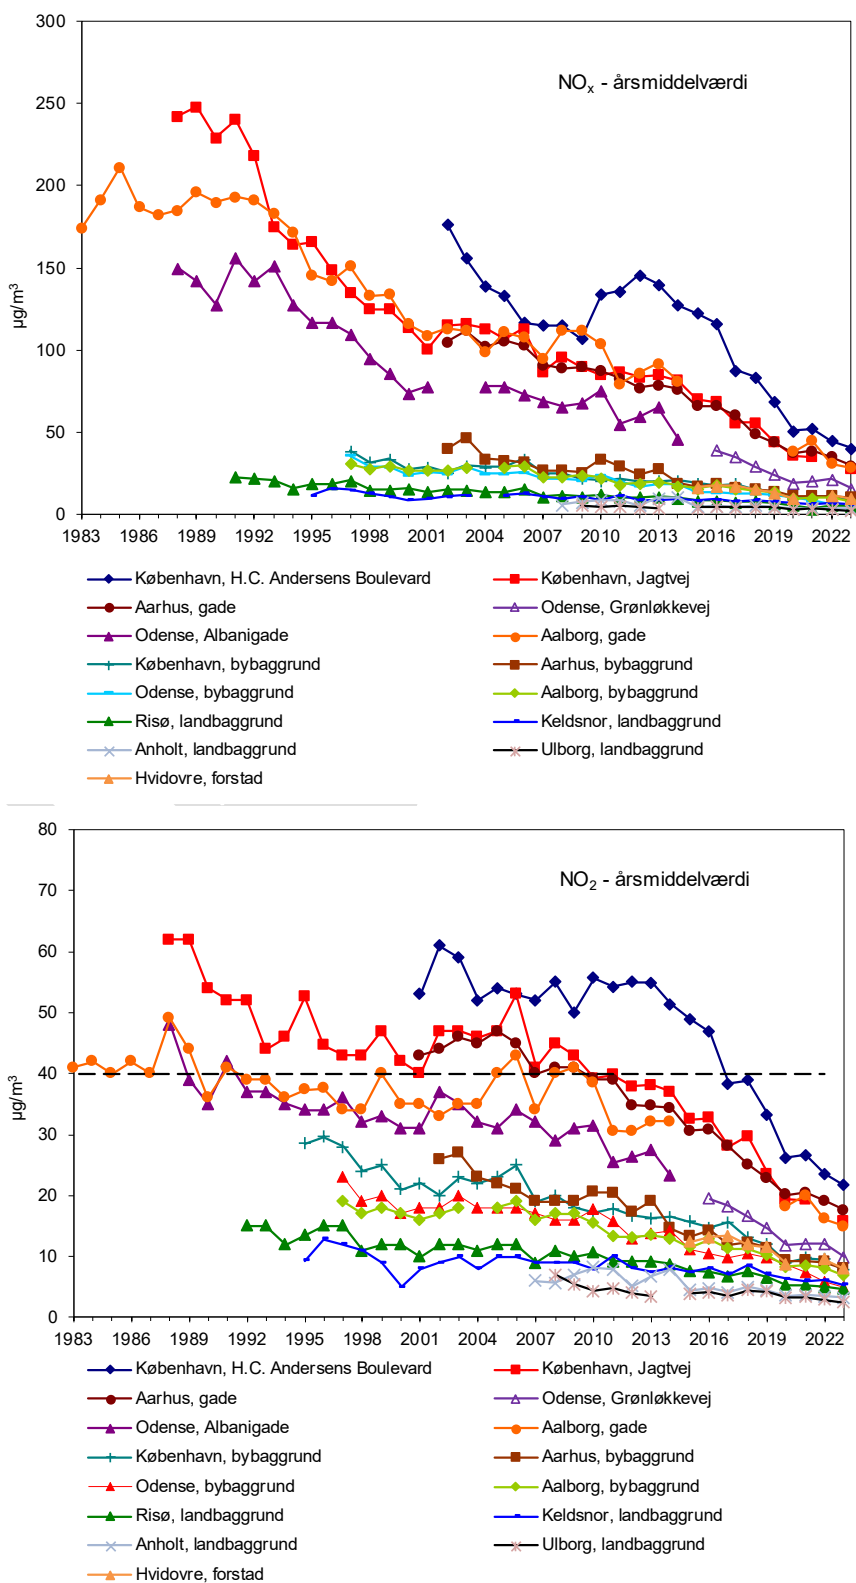 NOx - årsmiddelværdi
300
250
200
150
100
50
0
µg/m³
1983 1986 1989 1992 1995 1998 2001 2004 2007 2010 2013 2016 2019 2022
København, H.C. Andersens Boulevard København, Jagtvej
Aarhus, gade Odense, Grønløkkevej
Odense, Albanigade Aalborg, gade
København, bybaggrund Aarhus, bybaggrund
Odense, bybaggrund Aalborg, bybaggrund
Risø, landbaggrund Keldsnor, landbaggrund
Anholt, landbaggrund Ulborg, landbaggrund
Hvidovre, forstad
NO2 - årsmiddelværdi
80
70
60
50
40
30
20
10
0
µg/m³
1983 1986 1989 1992 1995 1998 2001 2004 2007 2010 2013 2016 2019 2022
København, H.C. Andersens Boulevard København, Jagtvej
Aarhus, gade Odense, Grønløkkevej
Odense, Albanigade Aalborg, gade
København, bybaggrund Aarhus, bybaggrund
Odense, bybaggrund Aalborg, bybaggrund
Risø, landbaggrund Keldsnor, landbaggrund
Anholt, landbaggrund Ulborg, landbaggrund
Hvidovre, forstad